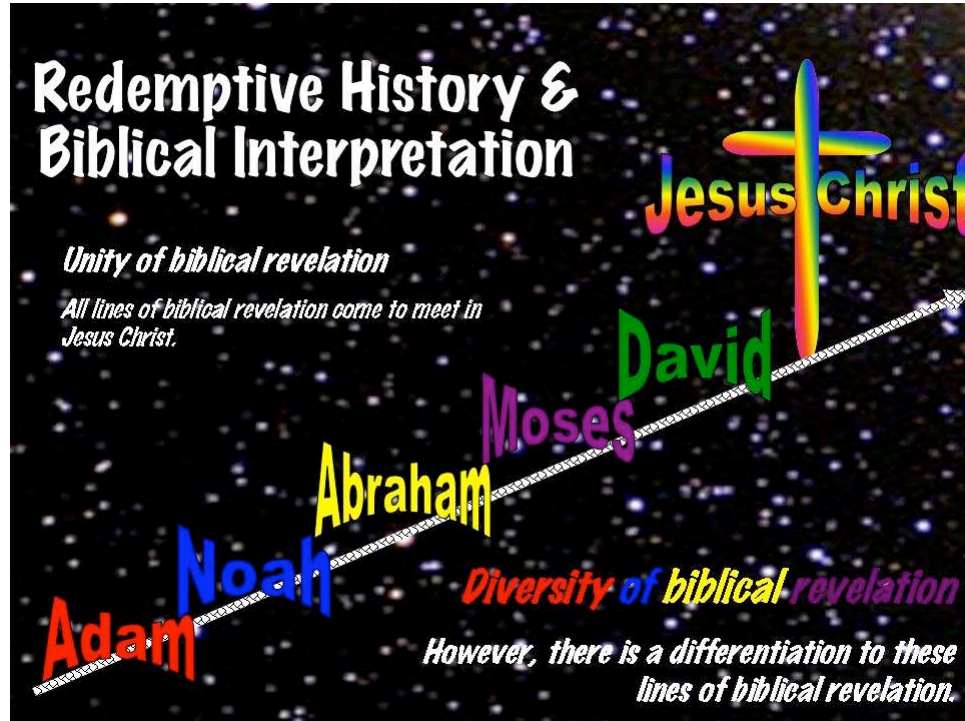 Redemptive History &
Biblical Interpretation
Jesus Christ
Unity of biblical revelation
All lines of biblical revelation come to meet in
Jesus Christ.
David
Moses
Abraham
Noah
Adam
Diversity of biblical revelation
However, there is a differentiation to these
lines of biblical revelation.